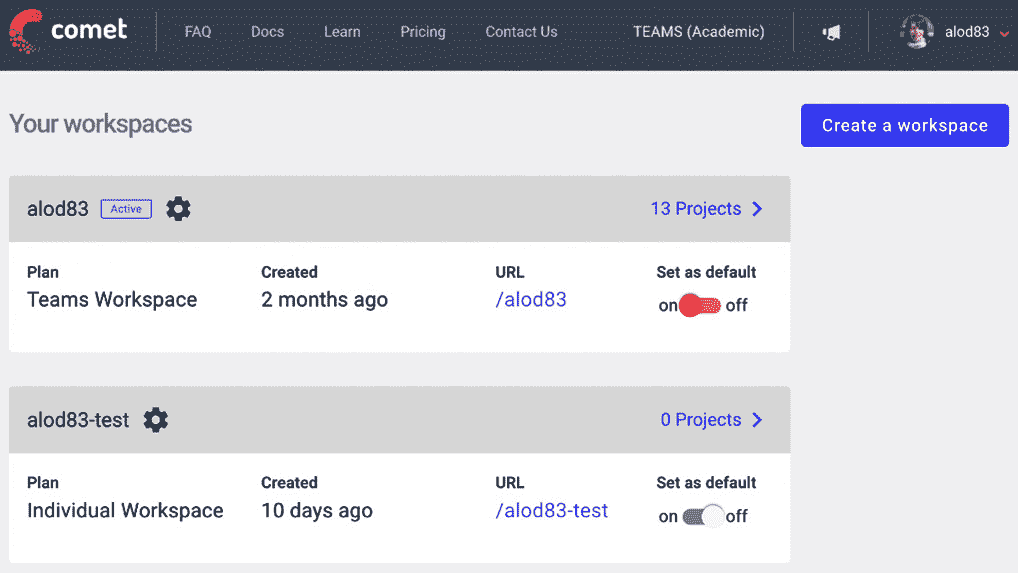 comet FAQ Docs Learn Pricing Contact Us TEAMS (Academic) alod83
Your workspaces Create a workspace
alod83 Active 13 Projects
Plan Created URL Set as default
Teams Workspace 2 months ago /alod83 on off
alod83-test 0 Projects
Plan Created URL Set as default
Individual Workspace 10 days ago /alod83-test on off